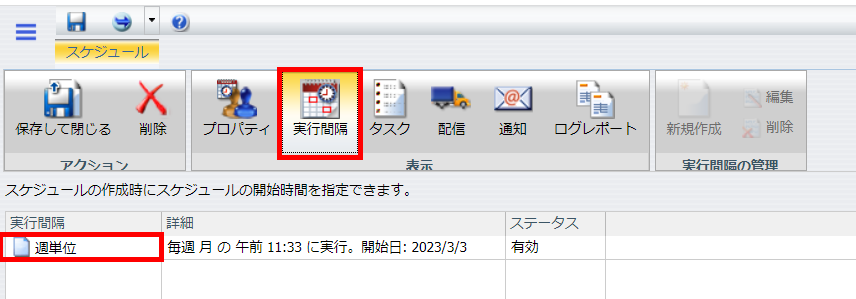 スケジュール
保存して閉じる
削除
プロパティ
実行間隔
タスク
配信
通知
ログレポート
新規作成
編集
削除
アクション
表示
実行間隔の管理
スケジュールの作成時にスケジュールの開始時間を指定できます。
実行間隔 詳細 ステータス
週単位 毎週 月 の 午前 11:33 に実行。開始日: 2023/3/3 有効